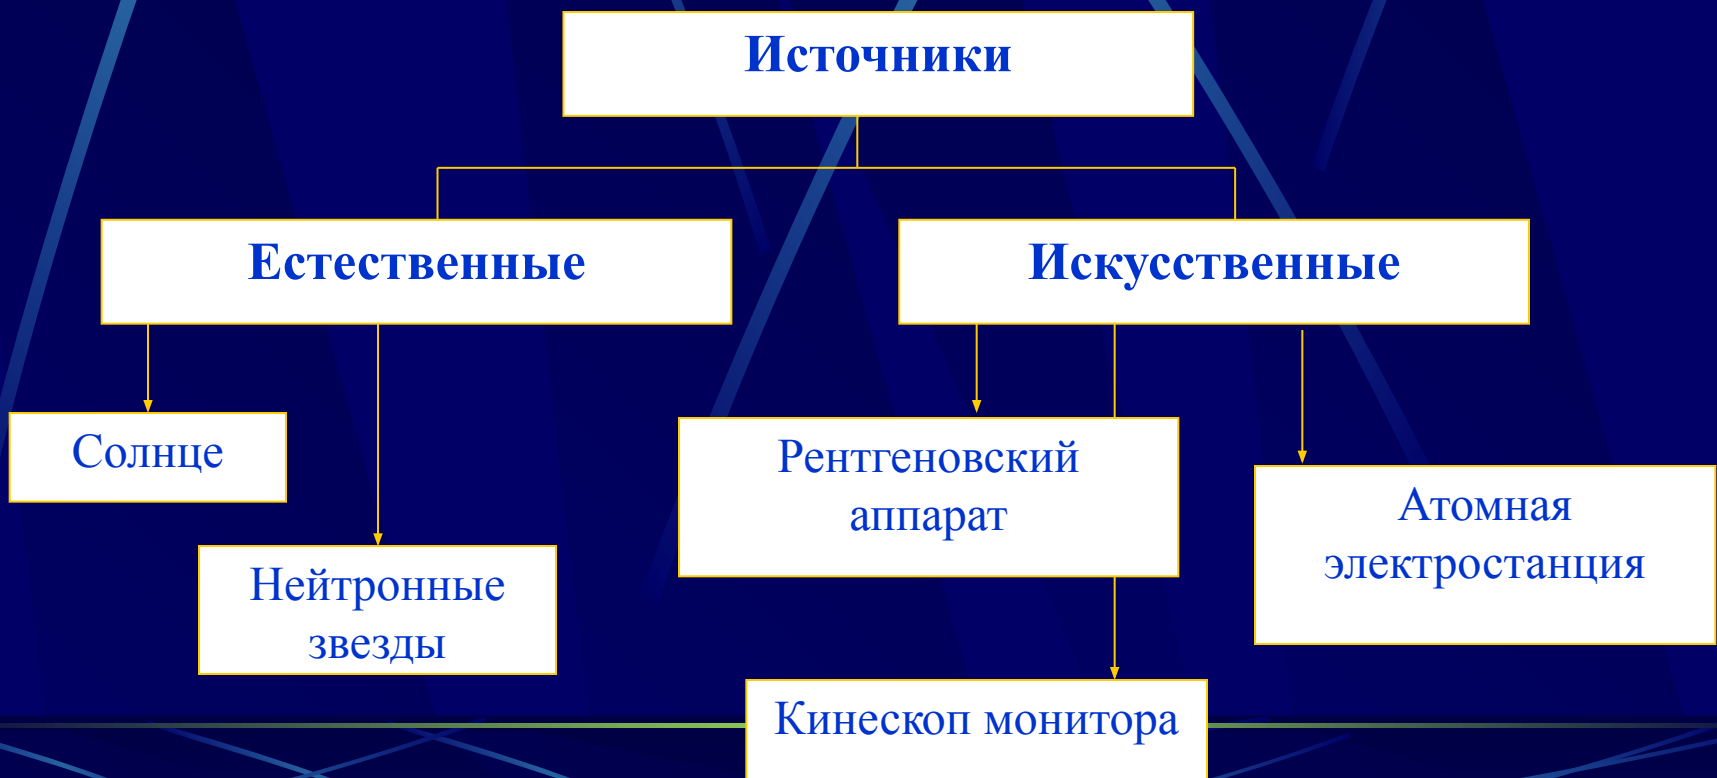 Источники
Естественные
Искусственные
Солнце
Нейтронные
звезды
Рентгеновский
аппарат
Атомная
электростанция
Кинескоп монитора